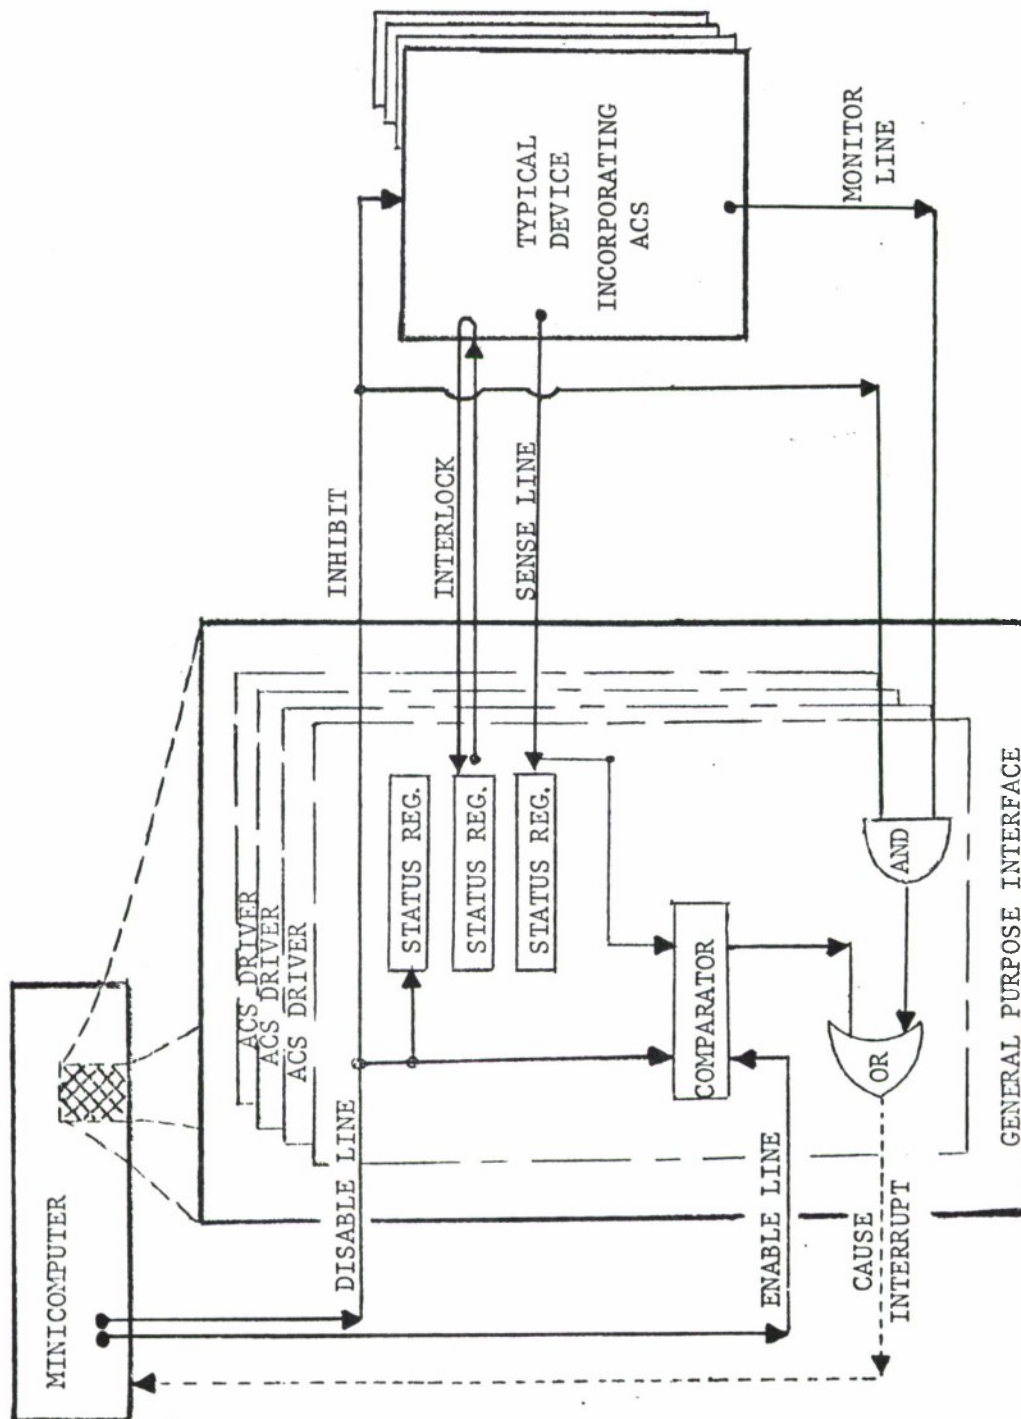 MINICOMPUTER
DISABLE LINE
ENABLE LINE
CAUSE
INTERRUPT
ACS DRIVER
ACS DRIVER
ACS DRIVER
STATUS REG.
STATUS REG.
STATUS REG.
COMPARATOR
OR
AND
GENERAL PURPOSE INTERFACE
INHIBIT
INTERLOCK
SENSE LINE
TYPICAL
DEVICE
INCORPORATING
ACS
MONITOR
LINE